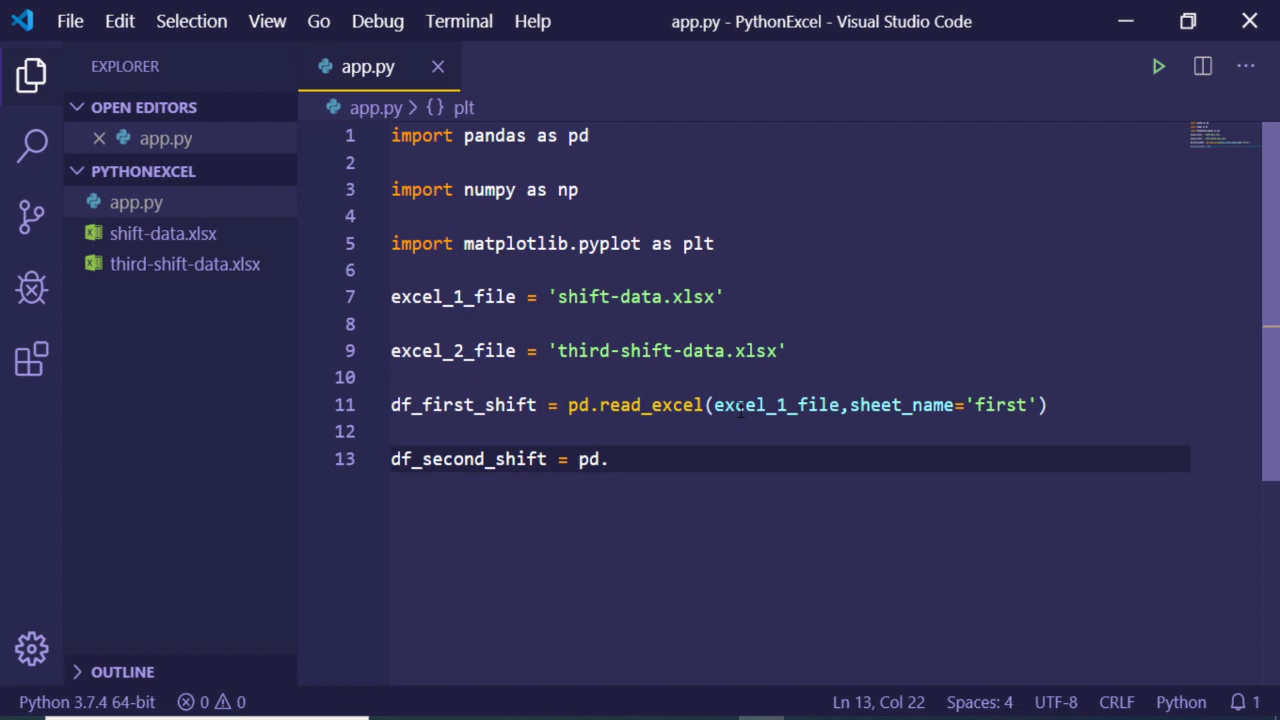 File Edit Selection View Go Debug Terminal Help app.py - PythonExcel - Visual Studio Code
EXPLORER
OPEN EDITORS
app.py
PYTHONEXCEL
app.py
shift-data.xlsx
third-shift-data.xlsx
OUTLINE
app.py
app.py > {} plt
1 import pandas as pd
2
3 import numpy as np
4
5 import matplotlib.pyplot as plt
6
7 excel_1_file = 'shift-data.xlsx'
8
9 excel_2_file = 'third-shift-data.xlsx'
10
11 df_first_shift = pd.read_excel(excel_1_file,sheet_name='first')
12
13 df_second_shift = pd.
Python 3.7.4 64-bit 0 0 Ln 13, Col 22 Spaces: 4 UTF-8 CRLF Python 1